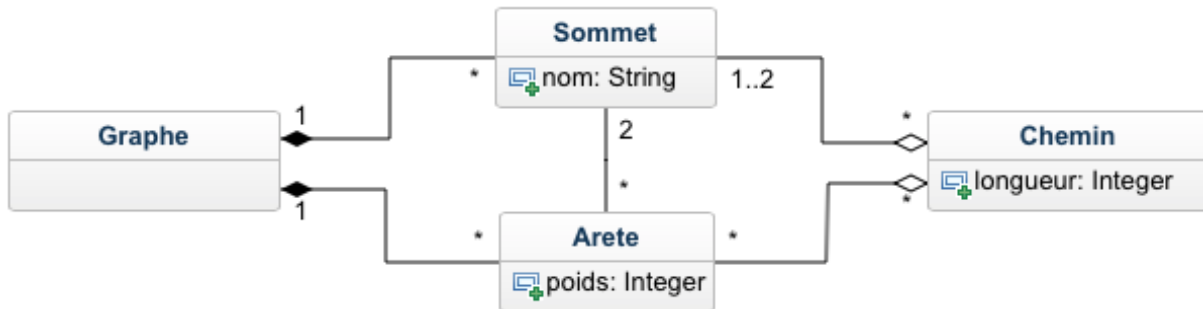 Sommet
nom: String
*
1..2
1
Graphe
2
*
Chemin
longueur: Integer
1
*
*
*
Arete
*
poids: Integer